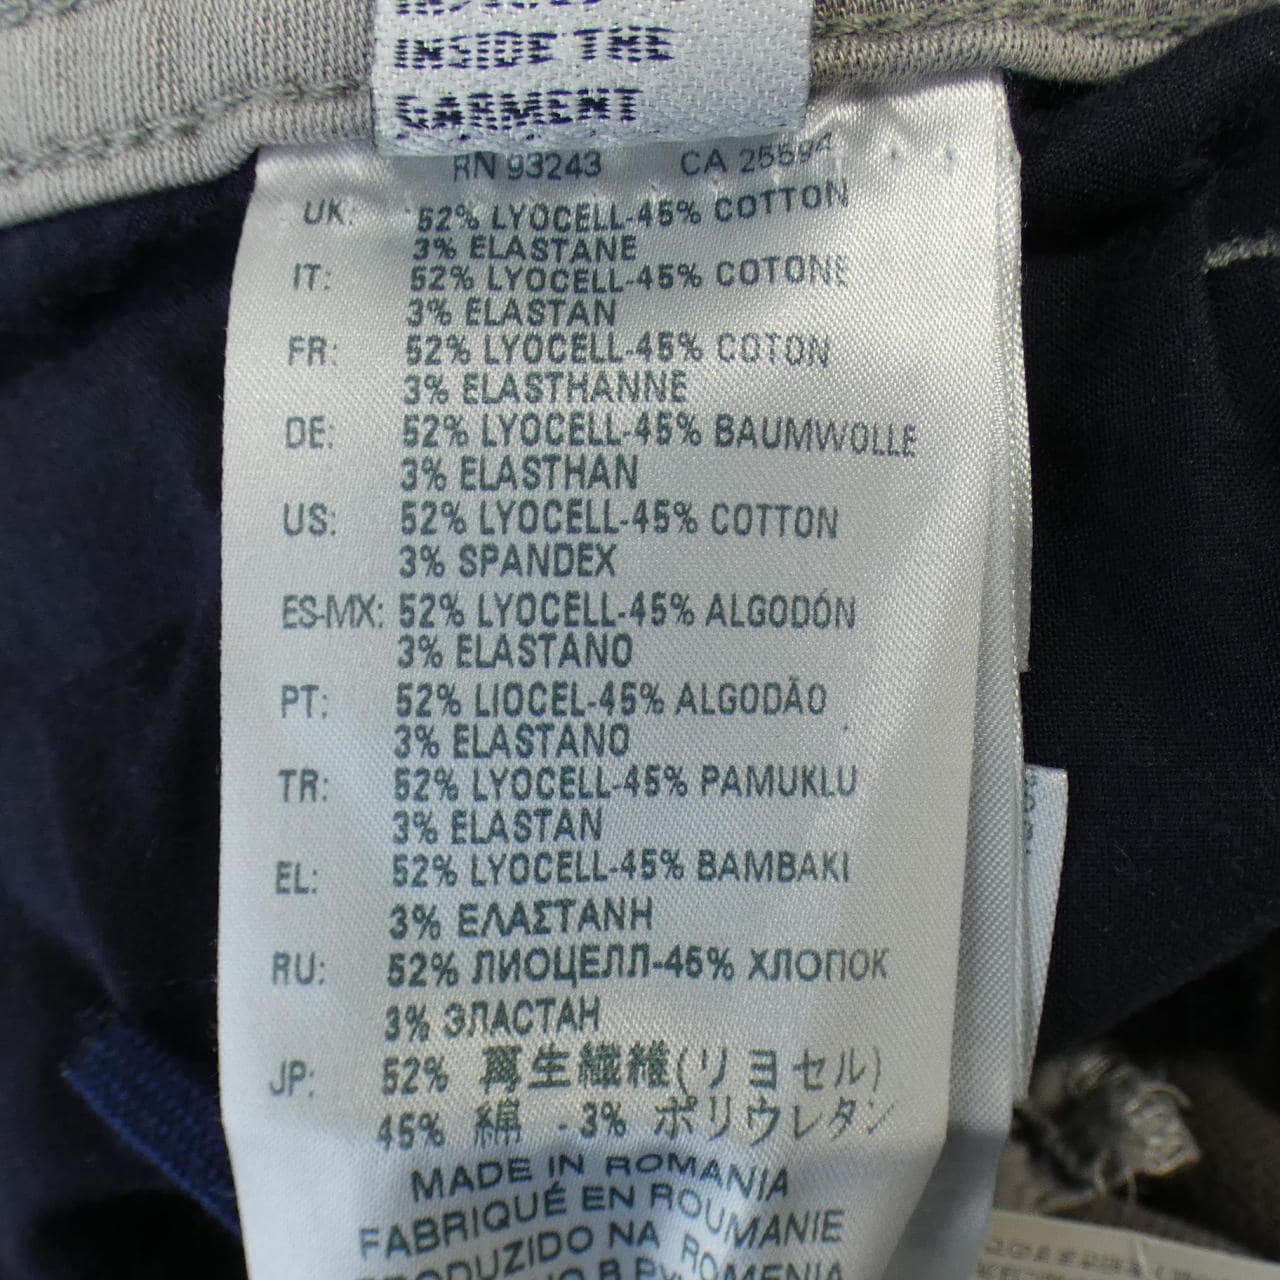 INSIDE THE
GARMENT
RN 93243 CA 25594
UK: 52% LYOCELL-45% COTTON
3% ELASTANE
IT: 52% LYOCELL-45% COTONE
3% ELASTAN
FR: 52% LYOCELL-45% COTON
3% ELASTHANNE
DE: 52% LYOCELL-45% BAUMWOLLE
3% ELASTHAN
US: 52% LYOCELL-45% COTTON
3% SPANDEX
ES-MX: 52% LYOCELL-45% ALGODÓN
3% ELASTANO
PT: 52% LIOCEL-45% ALGODÃO
3% ELASTANO
TR: 52% LYOCELL-45% PAMUKLU
3% ELASTAN
EL: 52% LYOCELL-45% BAMBAKI
3% ΕΛΑΣΤΑΝΗ
RU: 52% ЛИОЦЕЛЛ-45% ХЛОПОК
3% ЭЛАСТАН
JP: 52% 再生繊維(リヨセル)
45% 綿 - 3% ポリウレタン
MADE IN ROMANIA
FABRIQUÉ EN ROUMANIE
PRODUZIDO NA ROMENIA